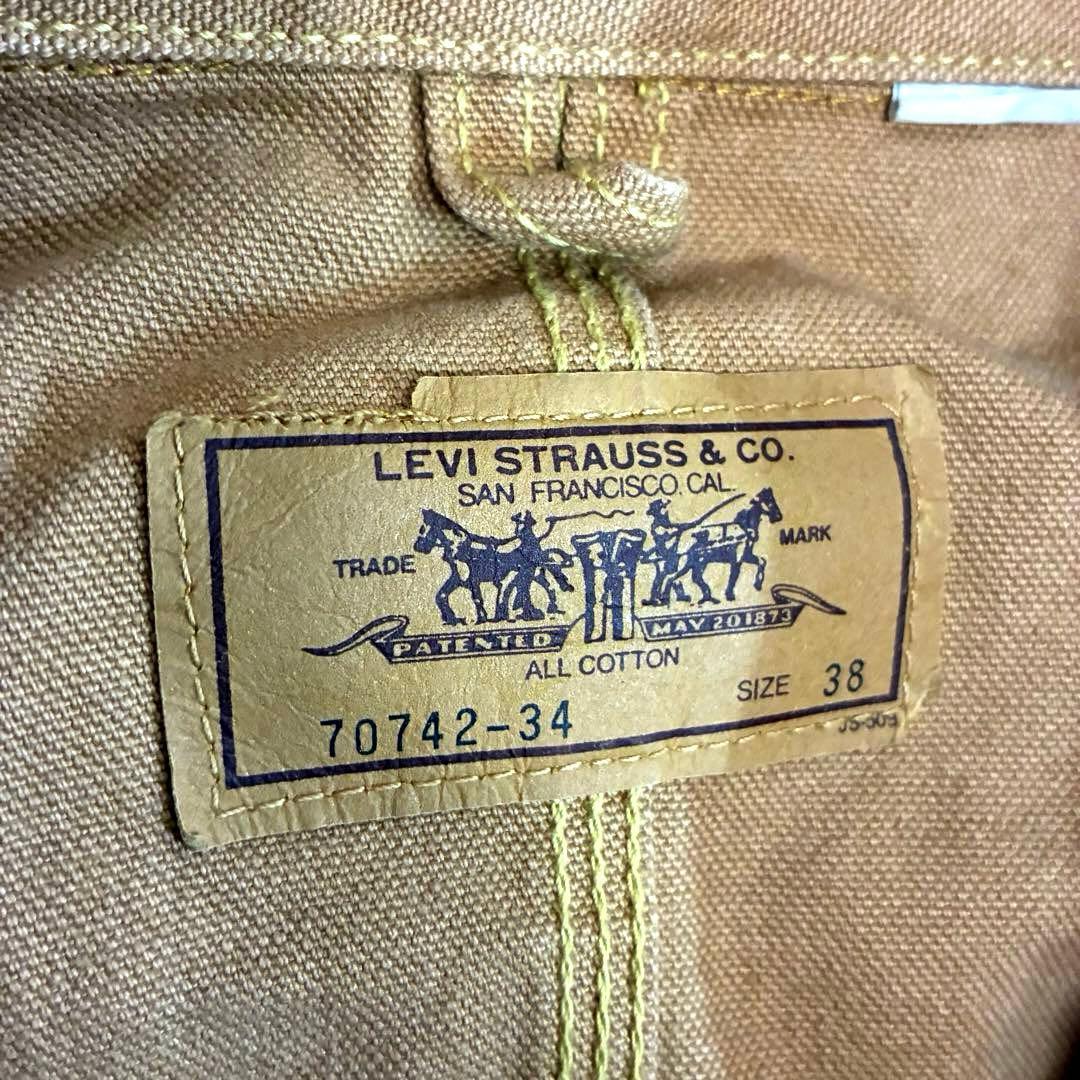 LEVI STRAUSS & CO.
SAN FRANCISCO. CAL.
TRADE MARK
PATENTED MAY 20 1873
ALL COTTON
SIZE 38
70742-34